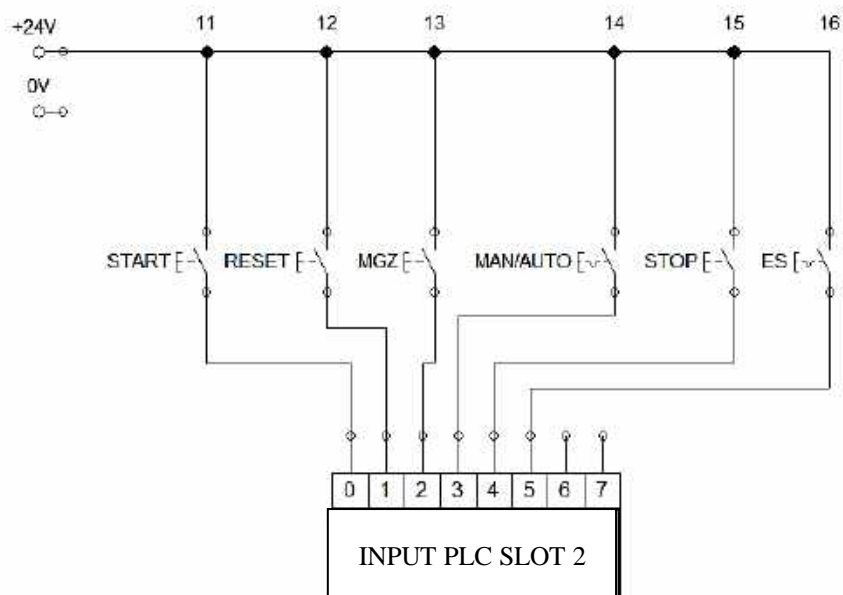 +24V 11 12 13 14 15 16
0V
START RESET MGZ MAN/AUTO STOP ES
0 1 2 3 4 5 6 7
INPUT PLC SLOT 2